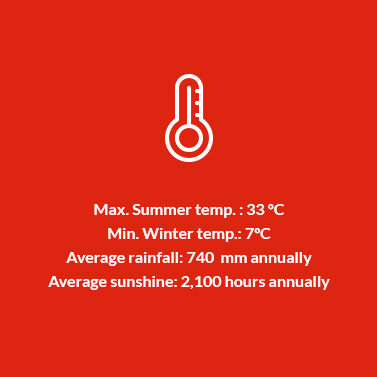 Max. Summer temp. : 33 ºC
Min. Winter temp.: 7ºC
Average rainfall: 740  mm annually
Average sunshine: 2,100 hours annually